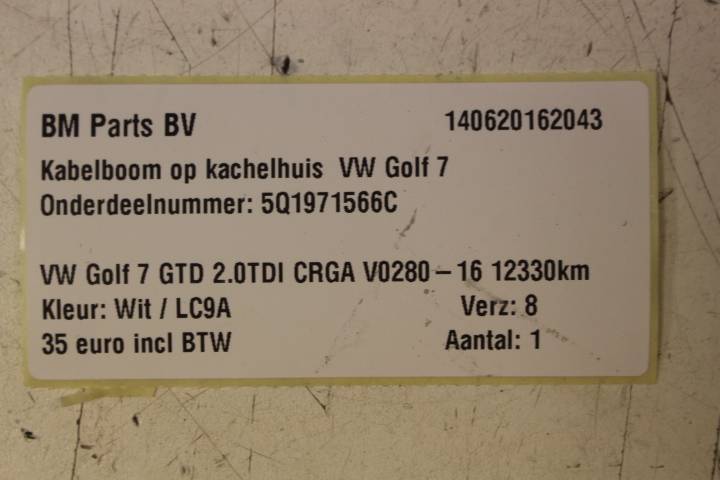 BM Parts BV 140620162043
Kabelboom op kachelhuis VW Golf 7
Onderdeelnummer: 5Q1971566C
VW Golf 7 GTD 2.0TDI CRGA V0280-16 12330km
Kleur: Wit / LC9A Verz: 8
35 euro incl BTW Aantal: 1